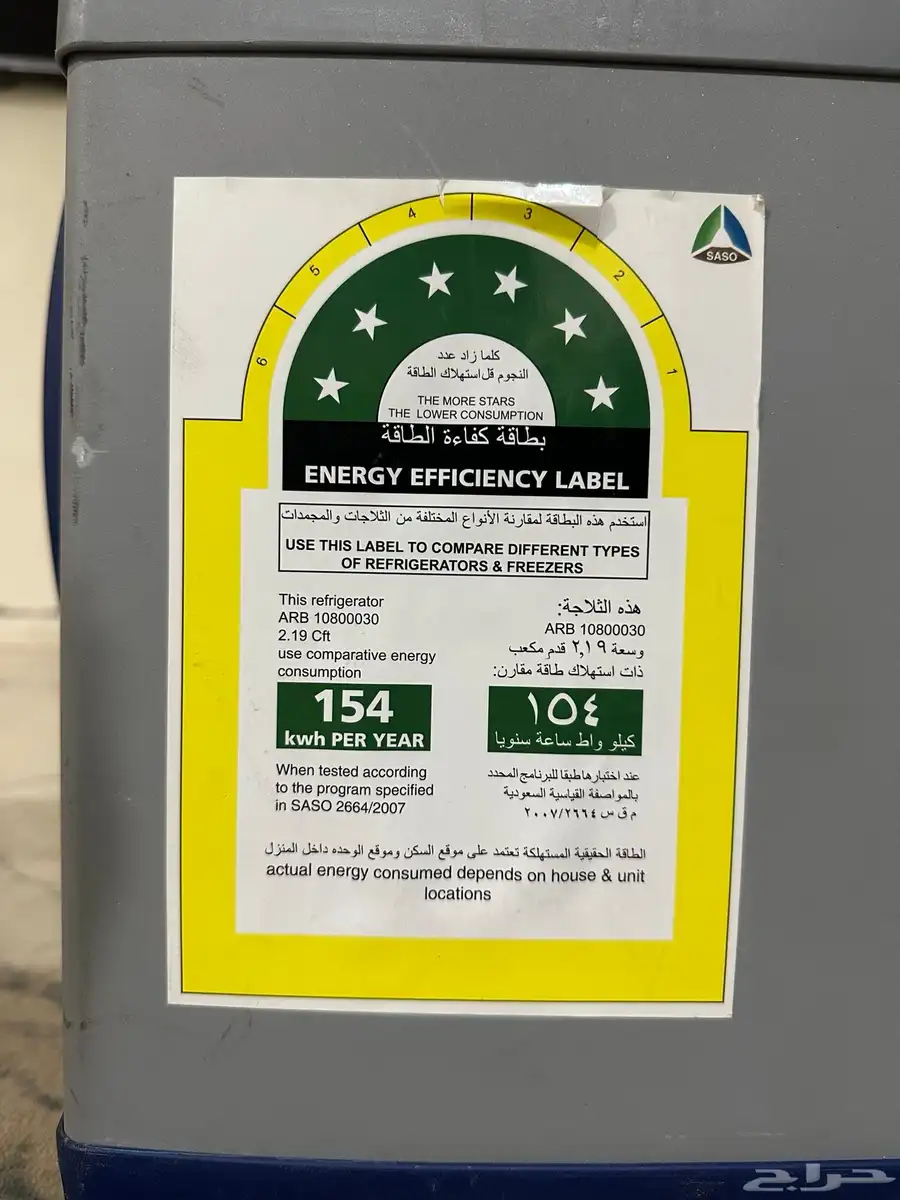 6
5
4
3
2
1
SASO
كلما زاد عدد
النجوم قل استهلاك الطاقة
THE MORE STARS
THE LOWER CONSUMPTION
بطاقة كفاءة الطاقة
ENERGY EFFICIENCY LABEL
استخدم هذه البطاقة لمقارنة الأنواع المختلفة من الثلاجات والمجمدات
USE THIS LABEL TO COMPARE DIFFERENT TYPES
OF REFRIGERATORS & FREEZERS
This refrigerator
ARB 10800030
2.19 Cft
use comparative energy
consumption
154
kwh PER YEAR
When tested according
to the program specified
in SASO 2664/2007
هذه الثلاجة:
ARB 10800030
وسعة ٢,١٩ قدم مكعب
ذات استهلاك طاقة مقارن:
١٥٤
كيلو واط ساعة سنويا
عند اختبارها طبقا للبرنامج المحدد
بالمواصفة القياسية السعودية
م ق س ٢٠٠٧/٢٦٦٤
الطاقة الحقيقية المستهلكة تعتمد على موقع السكن وموقع الوحده داخل المنزل
actual energy consumed depends on house & unit
locations
حراج